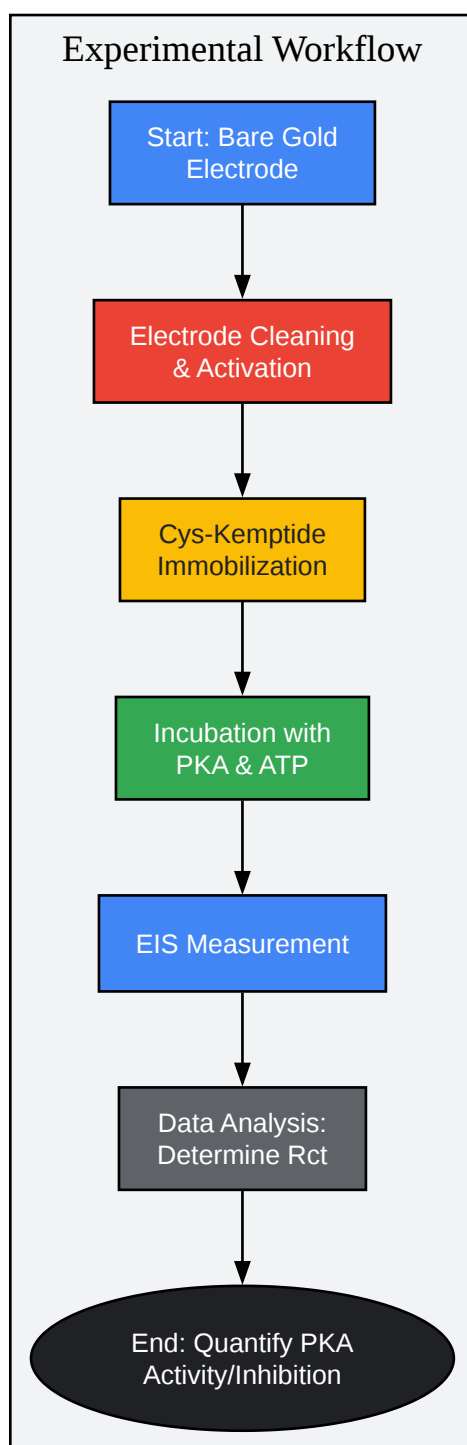 Experimental Workflow
Start: Bare Gold
Electrode
Electrode Cleaning
& Activation
Cys-Kemptide
Immobilization
Incubation with
PKA & ATP
EIS Measurement
Data Analysis:
Determine Rct
End: Quantify PKA
Activity/Inhibition